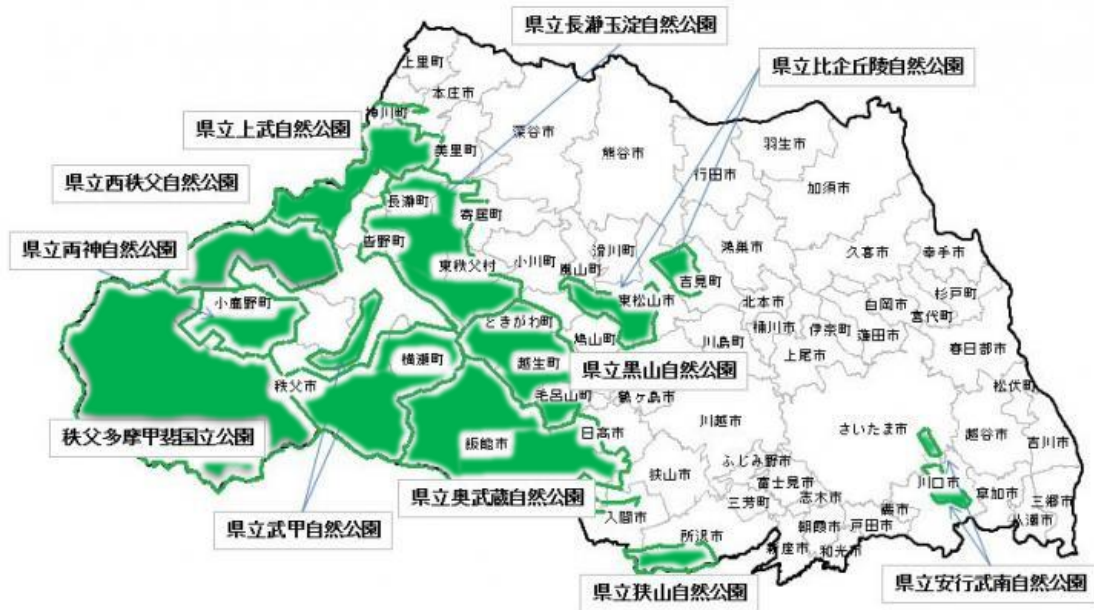 県立長瀞玉淀自然公園
県立比企丘陵自然公園
上里町
本庄市
神川町
深谷市
県立上武自然公園
美里町
熊谷市
羽生市
行田市
加須市
県立西秩父自然公園
長瀞町
寄居町
皆野町
滑川町
鴻巣市
久喜市
幸手市
県立両神自然公園
東秩父村
小川町
嵐山町
吉見町
小鹿野町
東松山市
北本市
白岡市
杉戸町
宮代町
ときがわ町
鳩山町
川島町
桶川市
伊奈町
蓮田市
上尾市
春日部市
横瀬町
越生町
県立黒山自然公園
秩父市
毛呂山町
鶴ヶ島市
松伏町
川越市
さいたま市
秩父多摩甲斐国立公園
飯能市
日高市
越谷市
吉川市
狭山市
ふじみ野市
富士見市
川口市
県立奥武蔵自然公園
三芳町
志木市
草加市
三郷市
入間市
蕨市
八潮市
県立武甲自然公園
所沢市
朝霞市
戸田市
新座市
和光市
県立狭山自然公園
県立安行武南自然公園